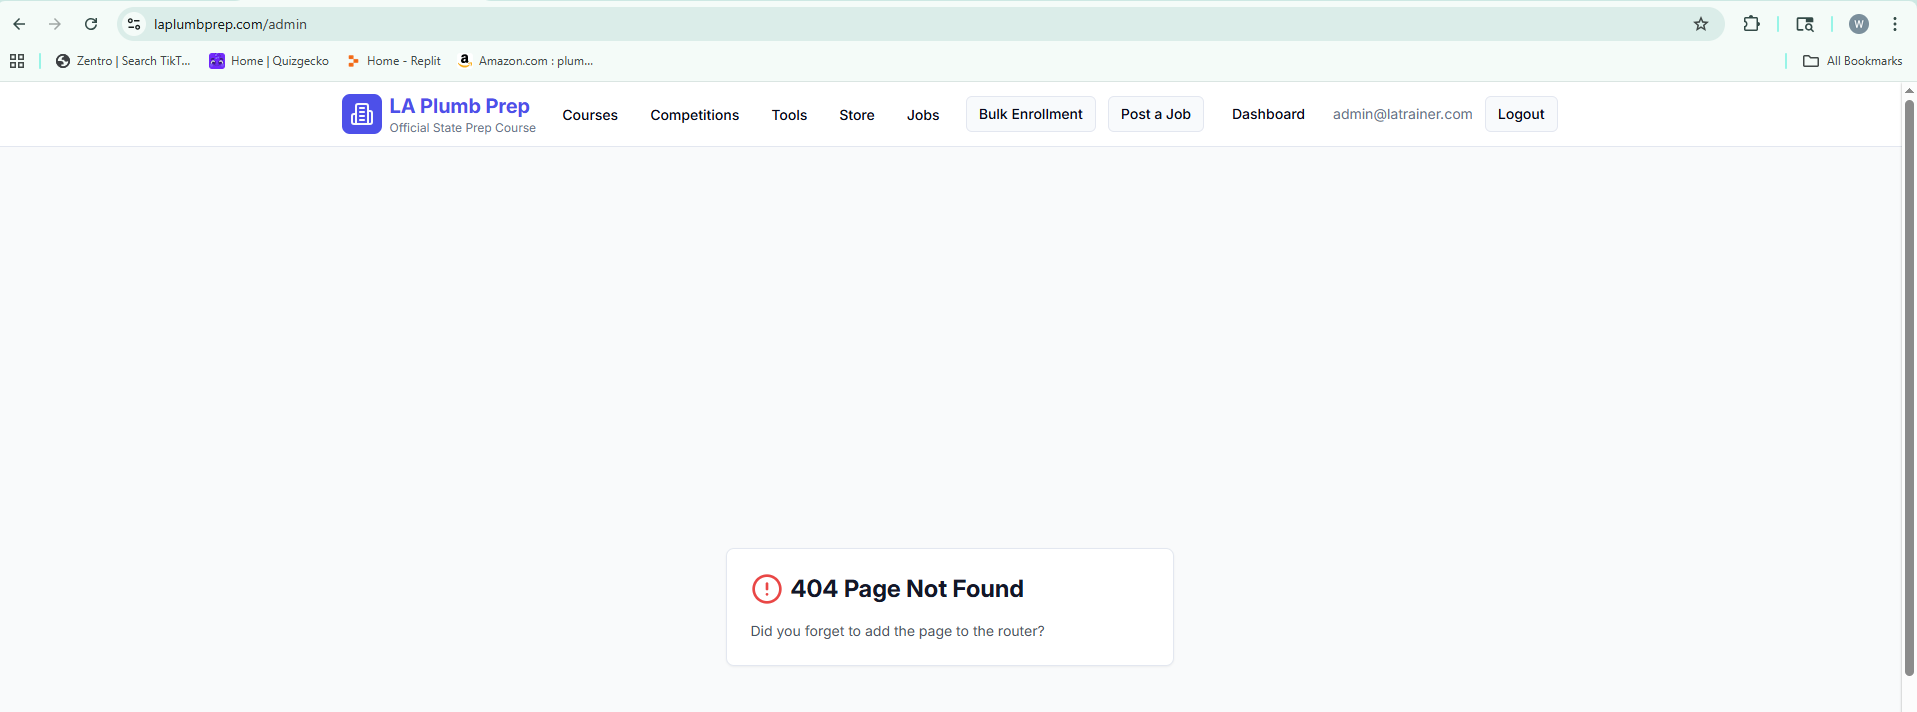 laplumbprep.com/admin
W
Zentro | Search TikT...
Home | Quizgecko
Home - Replit
a
Amazon.com : plum...
All Bookmarks
LA Plumb Prep
Official State Prep Course
Courses
Competitions
Tools
Store
Jobs
Bulk Enrollment
Post a Job
Dashboard
admin@latrainer.com
Logout
404 Page Not Found
Did you forget to add the page to the router?